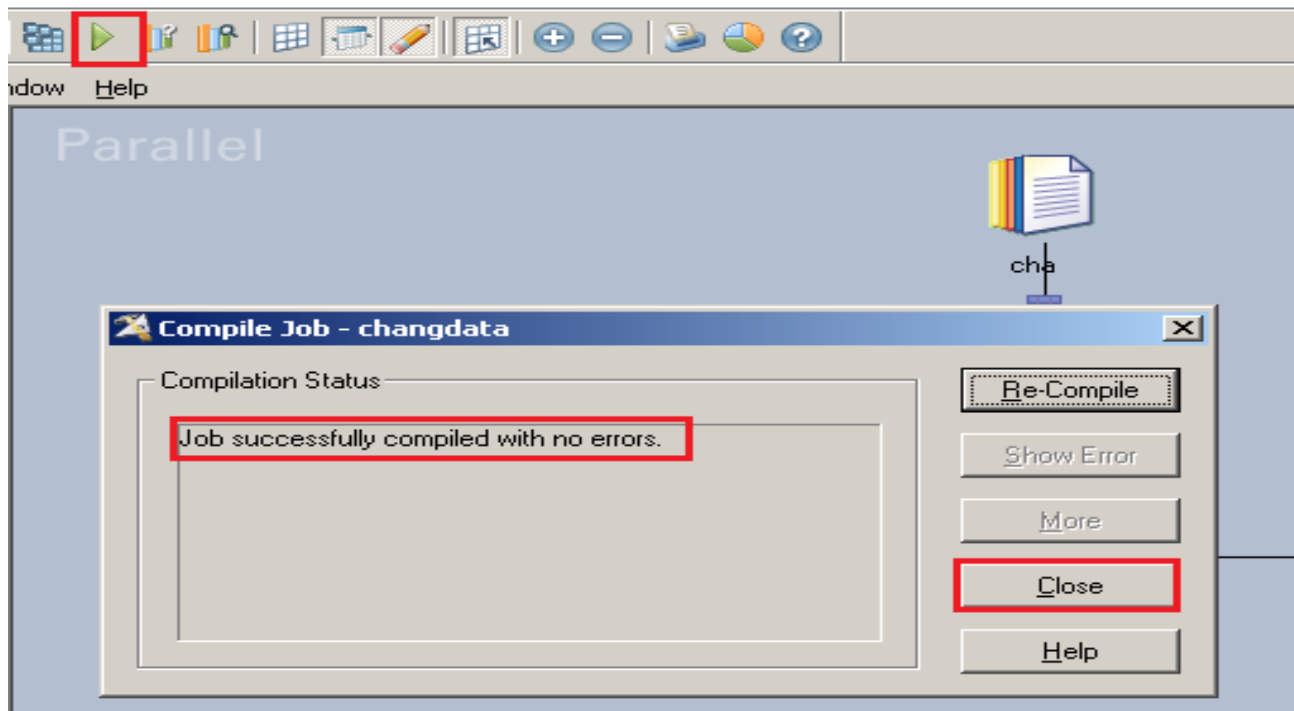 ndow Help
Parallel
cha
Compile Job - changdata
Compilation Status
Job successfully compiled with no errors.
Re-Compile
Show Error
More
Close
Help